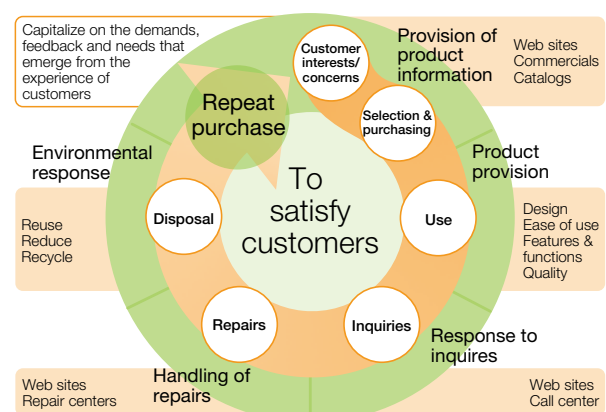 Capitalize on the demands,
feedback and needs that
emerge from the
experience of
customers
Customer
interests/
concerns
Provision of
product
information
Web sites
Commercials
Catalogs
Repeat
purchase
Selection &
purchasing
Environmental
response
Product
provision
To
satisfy
customers
Disposal
Use
Reuse
Reduce
Recycle
Design
Ease of use
Features &
functions
Quality
Repairs
Inquiries
Response to
inquires
Handling of
repairs
Web sites
Repair centers
Web sites
Call center